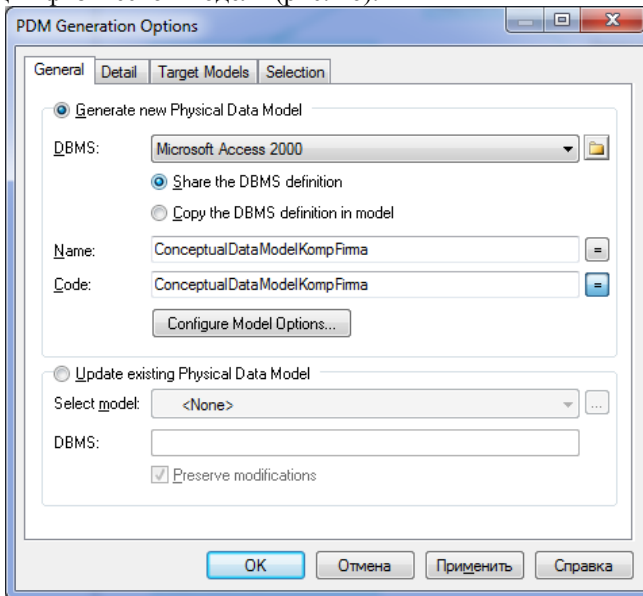 PDM Generation Options
General Detail Target Models Selection
Generate new Physical Data Model
DBMS: Microsoft Access 2000
Share the DBMS definition
Copy the DBMS definition in model
Name: ConceptualDataModelKompFirma =
Code: ConceptualDataModelKompFirma =
Configure Model Options...
Update existing Physical Data Model
Select model: <None> ...
DBMS:
Preserve modifications
OK Отмена Применить Справка